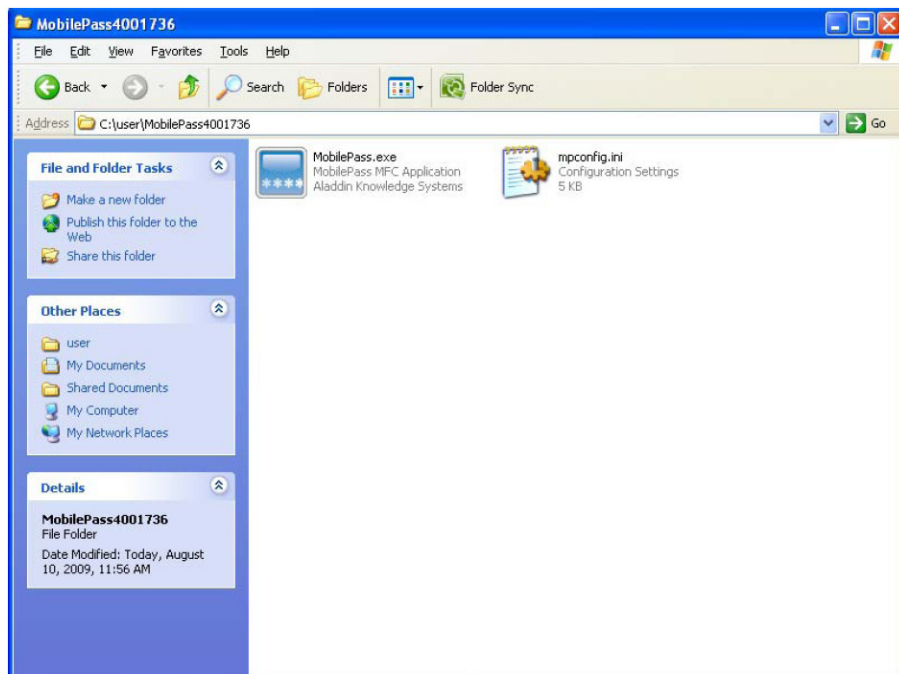 MobilePass4001736
File Edit View Favorites Tools Help
Back Search Folders Folder Sync
Address C:\user\MobilePass4001736 Go
File and Folder Tasks
Make a new folder
Publish this folder to the
Web
Share this folder
Other Places
user
My Documents
Shared Documents
My Computer
My Network Places
Details
MobilePass4001736
File Folder
Date Modified: Today, August
10, 2009, 11:56 AM
****
MobilePass.exe
MobilePass MFC Application
Aladdin Knowledge Systems
mpconfig.ini
Configuration Settings
5 KB